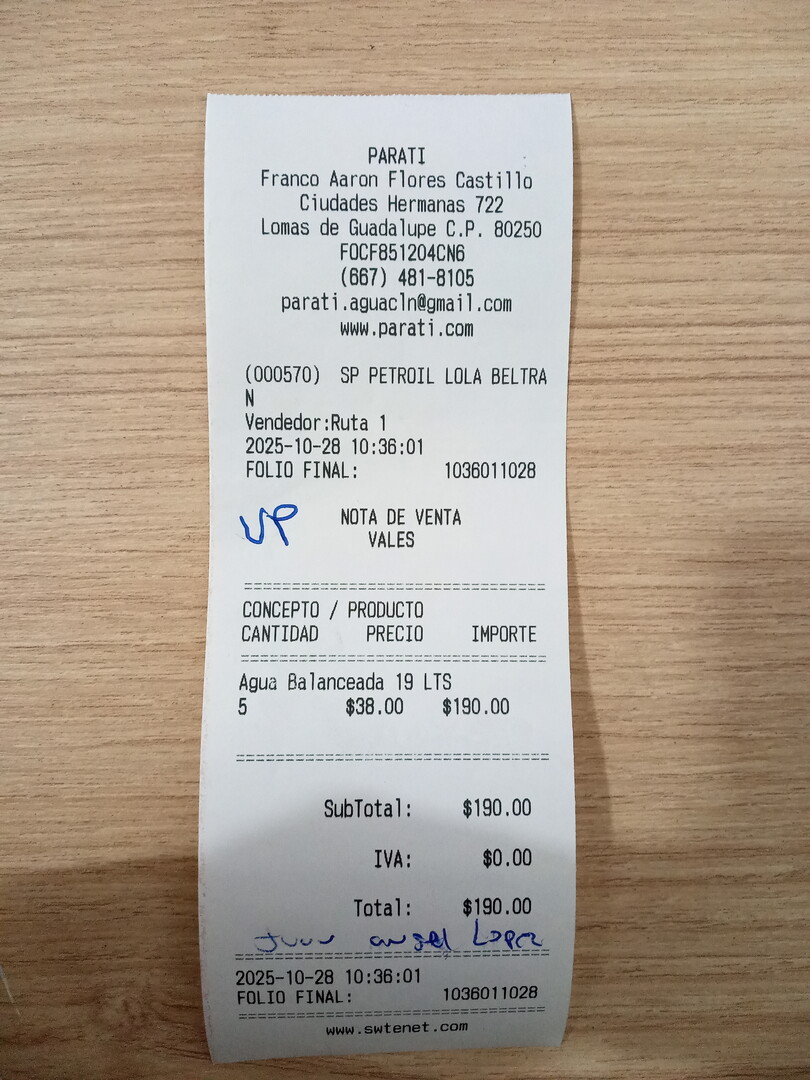 PARATI
Franco Aaron Flores Castillo
Ciudades Hermanas 722
Lomas de Guadalupe C.P. 80250
FOCF851204CN6
(667) 481-8105
parati.aguacln@gmail.com
www.parati.com
(000570) SP PETROIL LOLA BELTRA
N
Vendedor:Ruta 1
2025-10-28 10:36:01
FOLIO FINAL: 1036011028
VP NOTA DE VENTA
VALES
CONCEPTO / PRODUCTO
CANTIDAD PRECIO IMPORTE
Agua Balanceada 19 LTS
5 $38.00 $190.00
SubTotal: $190.00
IVA: $0.00
Total: $190.00
Juan angel Lopez
2025-10-28 10:36:01
FOLIO FINAL: 1036011028
www.swtenet.com